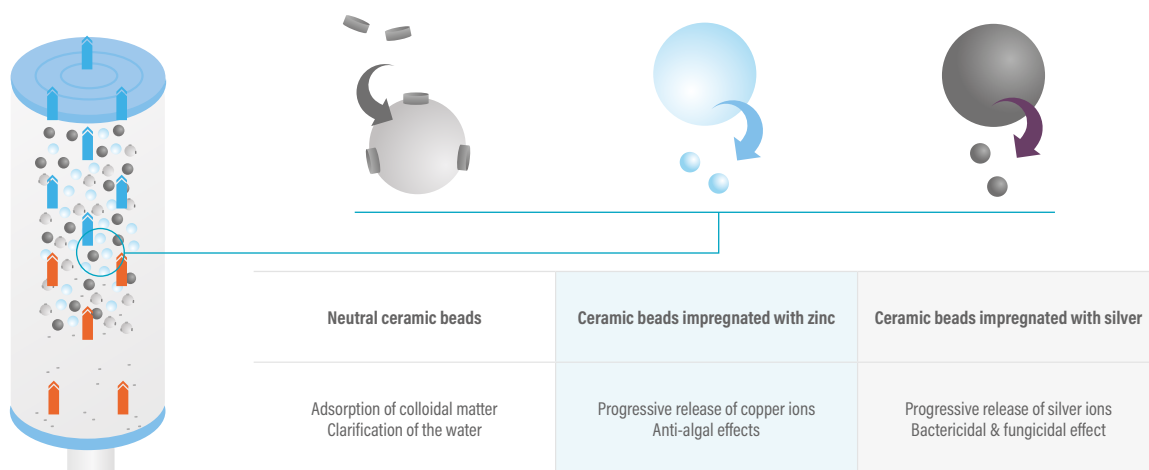 Neutral ceramic beads
Ceramic beads impregnated with zinc
Ceramic beads impregnated with silver
Adsorption of colloidal matter
Clarification of the water
Progressive release of copper ions
Anti-algal effects
Progressive release of silver ions
Bactericidal & fungicidal effect